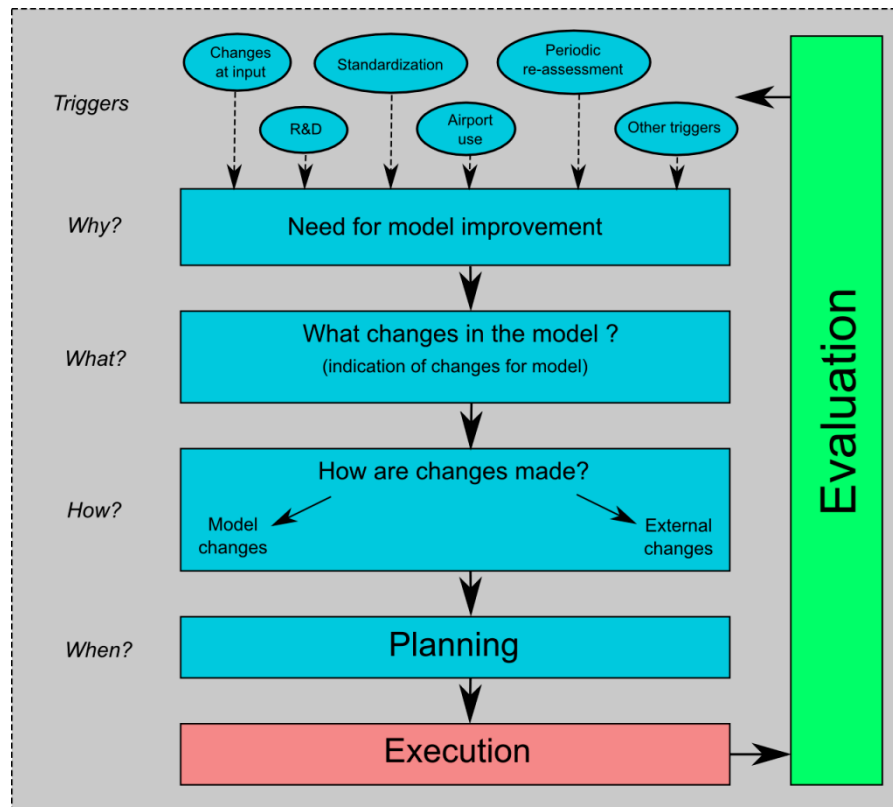 Changes
at input
Standardization
Periodic
re-assessment
Triggers
R&D
Airport
use
Other triggers
Why?
Need for model improvement
What?
What changes in the model ?
(indication of changes for model)
How?
How are changes made?
Model
changes
External
changes
When?
Planning
Execution
Evaluation